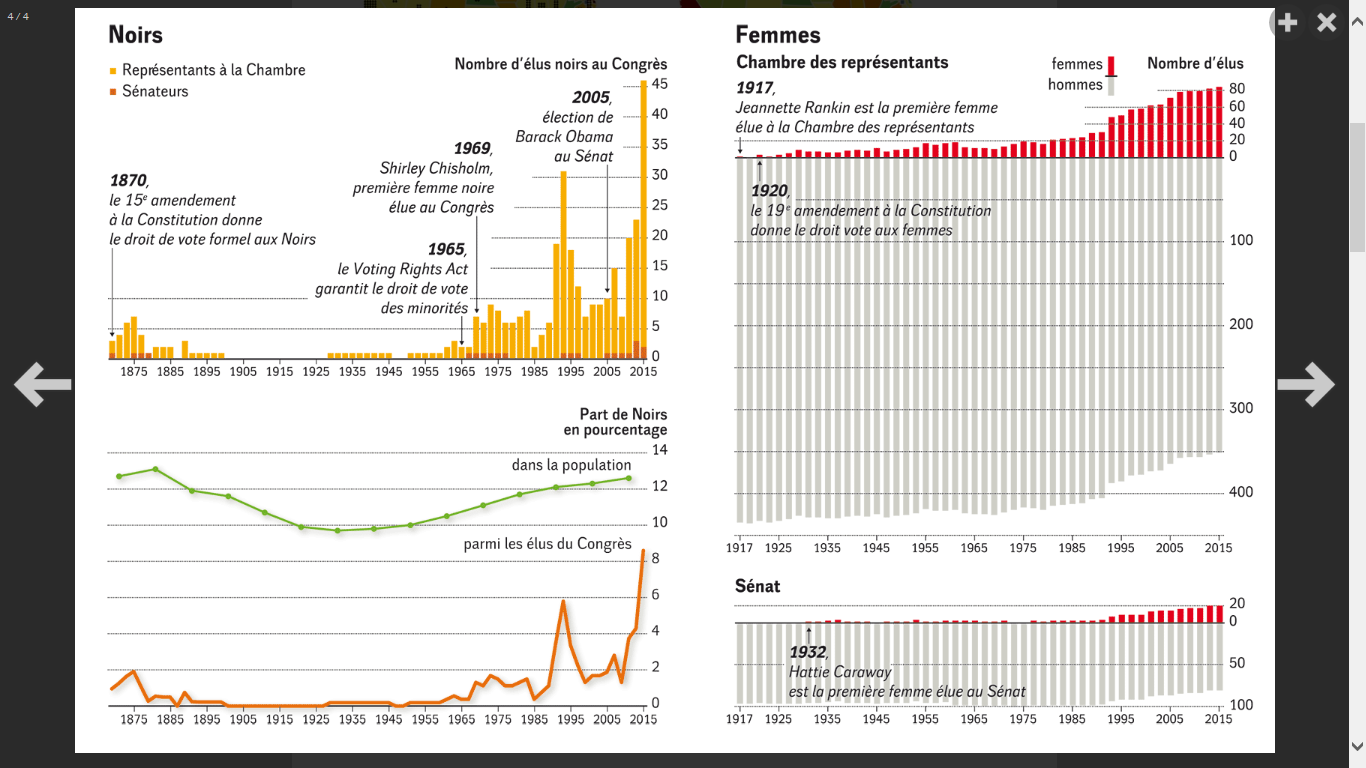 4 / 4
Noirs
Représentants à la Chambre
Sénateurs
Nombre d'élus noirs au Congrès
45
40
35
30
25
20
15
10
5
0
2005,
élection de
Barack Obama
au Sénat
1969,
Shirley Chisholm,
première femme noire
élue au Congrès
1870,
le 15e amendement
à la Constitution donne
le droit de vote formel aux Noirs
1965,
le Voting Rights Act
garantit le droit de vote
des minorités
1875 1885 1895 1905 1915 1925 1935 1945 1955 1965 1975 1985 1995 2005 2015
Part de Noirs
en pourcentage
14
dans la population
12
10
parmi les élus du Congrès
8
6
4
2
0
1875 1885 1895 1905 1915 1925 1935 1945 1955 1965 1975 1985 1995 2005 2015
Femmes
Chambre des représentants
femmes
hommes
Nombre d'élus
1917,
Jeannette Rankin est la première femme
élue à la Chambre des représentants
80
60
40
20
0
1920,
le 19e amendement à la Constitution
donne le droit vote aux femmes
100
200
300
400
1917 1925 1935 1945 1955 1965 1975 1985 1995 2005 2015
Sénat
20
0
1932,
Hattie Caraway
est la première femme élue au Sénat
50
100
1917 1925 1935 1945 1955 1965 1975 1985 1995 2005 2015